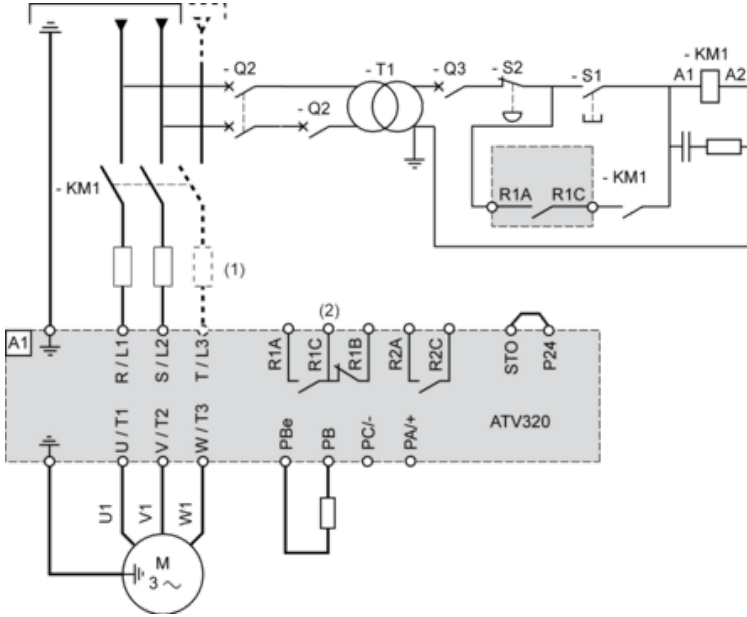 - Q2
- T1
- Q3
- S2
- S1
- KM1
A1 A2
- Q2
- KM1
R1A R1C
- KM1
(1)
(2)
A1
R / L1
S / L2
T / L3
R1A
R1C
R1B
R2A
R2C
STO
P24
ATV320
U / T1
V / T2
W / T3
PBe
PB
PC/-
PA/+
U1
V1
W1
M
3 ~